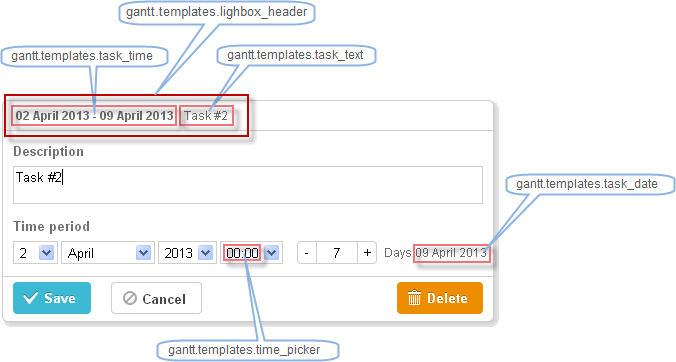 gantt.templates.lighbox_header
gantt.templates.task_time
gantt.templates.task_text
02 April 2013 - 09 April 2013 Task #2
Description
Task #2
gantt.templates.task_date
Time period
2 April 2013 00:00 - 7 + Days 09 April 2013
Save Cancel Delete
gantt.templates.time_picker